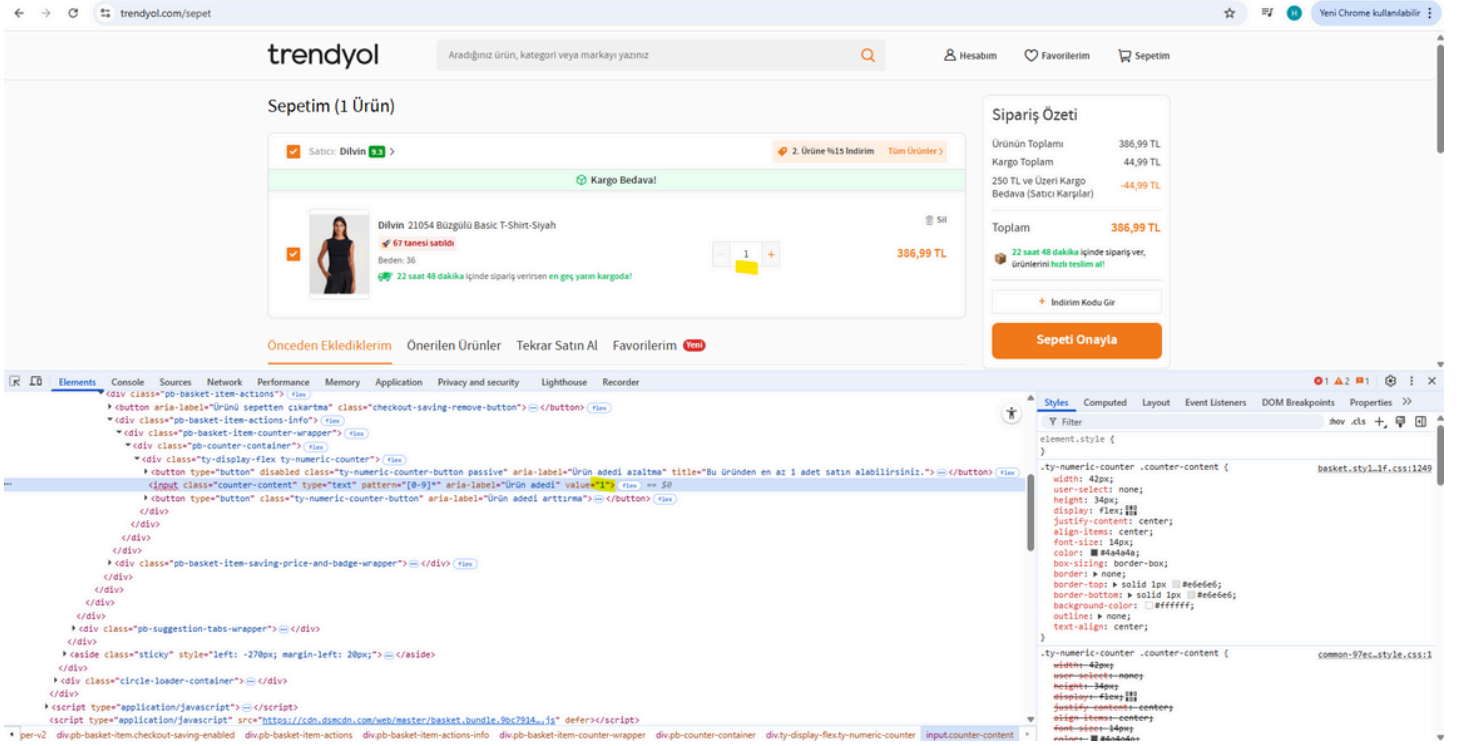 trendyol.com/sepet
Yeni Chrome kullanılabilir
trendyol
Aradığınız ürün, kategori veya markayı yazınız
Hesabım
Favorilerim
Sepetim
Sepetim (1 Ürün)
Satıcı: Dilvin 9.3 >
2. Ürüne %15 İndirim Tüm Ürünler >
Kargo Bedava!
Dilvin 21054 Büzgülü Basic T-Shirt-Siyah
67 tanesi satıldı
Beden: 36
22 saat 48 dakika içinde sipariş verirsen en geç yarın kargoda!
- 1 +
Sil
386,99 TL
Önceden Eklediklerim Önerilen Ürünler Tekrar Satın Al Favorilerim Yeni
Sipariş Özeti
Ürünün Toplamı 386,99 TL
Kargo Toplam 44,99 TL
250 TL ve Üzeri Kargo
Bedava (Satıcı Karşılar) -44,99 TL
Toplam 386,99 TL
22 saat 48 dakika içinde sipariş ver,
ürünlerini hızlı teslim al!
+ İndirim Kodu Gir
Sepeti Onayla
Elements Console Sources Network Performance Memory Application Privacy and security Lighthouse Recorder
1 2 1
<div class="pb-basket-item-actions"> flex
<button aria-label="Ürünü sepetten çıkartma" class="checkout-saving-remove-button"> </button> flex
<div class="pb-basket-item-actions-info"> flex
<div class="pb-basket-item-counter-wrapper"> flex
<div class="pb-counter-container"> flex
<div class="ty-display-flex ty-numeric-counter"> flex
<button type="button" disabled class="ty-numeric-counter-button passive" aria-label="Ürün adedi azaltma" title="Bu üründen en az 1 adet satın alabilirsiniz."> </button> flex
<input class="counter-content" type="text" pattern="[0-9]*" aria-label="Ürün adedi" value="1"> flex == $0
<button type="button" class="ty-numeric-counter-button" aria-label="Ürün adedi arttırma"> </button> flex
</div>
</div>
</div>
</div>
<div class="pb-basket-item-saving-price-and-badge-wrapper"> </div> flex
</div>
</div>
</div>
</div>
<div class="pb-suggestion-tabs-wrapper"> </div>
</div>
<aside class="sticky" style="left: -270px; margin-left: 20px;"> </aside>
</div>
<div class="circle-loader-container"> </div>
</div>
<script type="application/javascript"> </script>
<script type="application/javascript" src="https://cdn.dsmcdn.com/web/master/basket.bundle.9bc7914….js" defer></script>
per-v2 div.pb-basket-item.checkout-saving-enabled div.pb-basket-item-actions div.pb-basket-item-actions-info div.pb-basket-item-counter-wrapper div.pb-counter-container div.ty-display-flex.ty-numeric-counter input.counter-content
Styles Computed Layout Event Listeners DOM Breakpoints Properties
Filter :hov .cls
element.style {
}
.ty-numeric-counter .counter-content { basket.styl…1f.css:1249
width: 42px;
user-select: none;
height: 34px;
display: flex;
justify-content: center;
align-items: center;
font-size: 14px;
color: #4a4a4a;
box-sizing: border-box;
border: none;
border-top: solid 1px #e6e6e6;
border-bottom: solid 1px #e6e6e6;
background-color: #ffffff;
outline: none;
text-align: center;
}
.ty-numeric-counter .counter-content { common-97ec…style.css:1
width: 42px;
user-select: none;
height: 34px;
display: flex;
justify-content: center;
align-items: center;
font-size: 14px;
color: #4a4a4a;